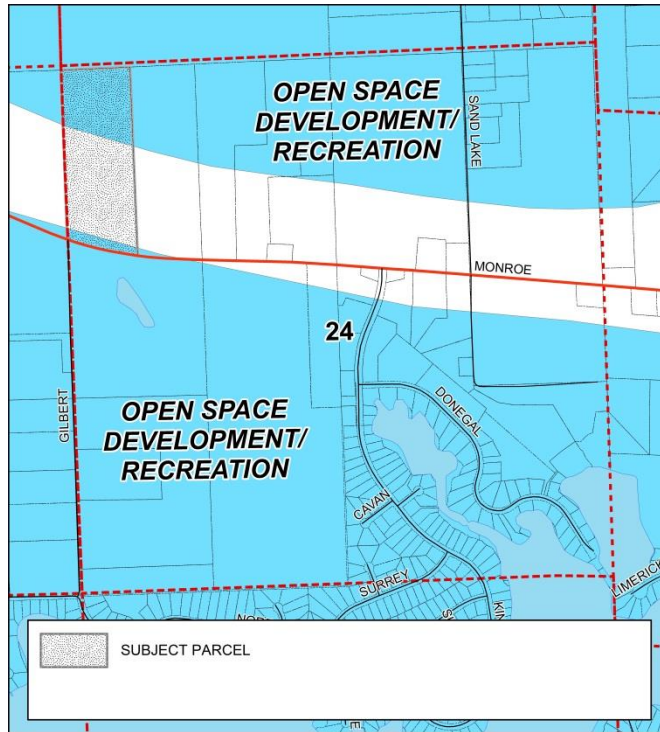 OPEN SPACE
DEVELOPMENT/
RECREATION
SAND LAKE
MONROE
24
GILBERT
OPEN SPACE
DEVELOPMENT/
RECREATION
DONEGAL
CAVAN
SURREY
LIMERICK
SUBJECT PARCEL